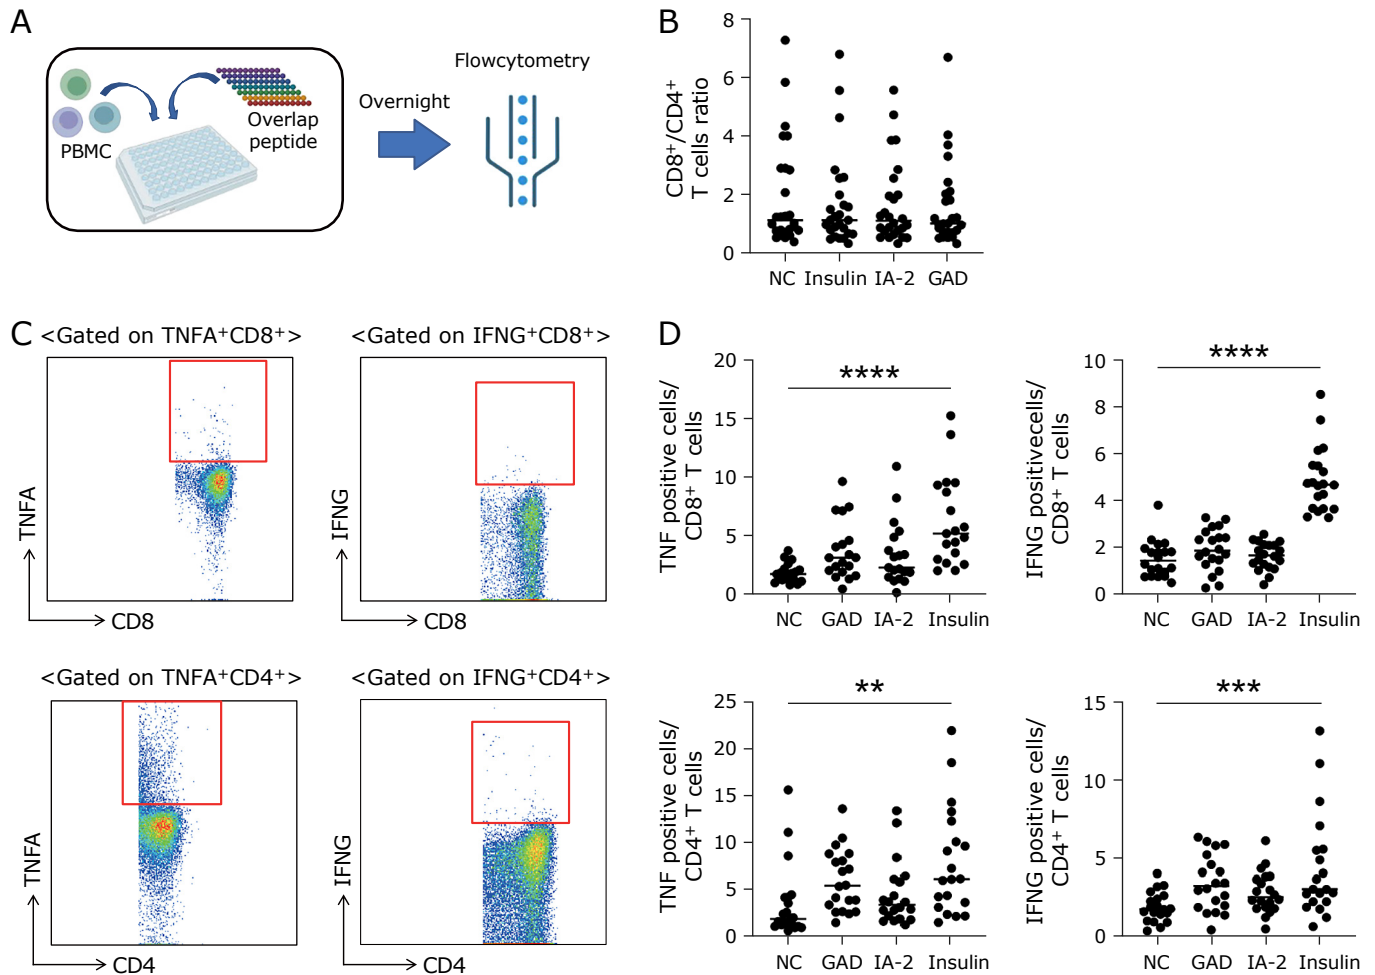 A
PBMC
Overlap
peptide
Overnight
Flowcytometry
B
CD8⁺/CD4⁺
T cells ratio
8
6
4
2
0
NC Insulin IA-2 GAD
C
<Gated on TNFA⁺CD8⁺>
TNFA
CD8
<Gated on IFNG⁺CD8⁺>
IFNG
CD8
<Gated on TNFA⁺CD4⁺>
TNFA
CD4
<Gated on IFNG⁺CD4⁺>
IFNG
CD4
D
TNF positive cells/
CD8⁺ T cells
20
15
10
5
0
****
NC GAD IA-2 Insulin
IFNG positivecells/
CD8⁺ T cells
10
8
6
4
2
0
****
NC GAD IA-2 Insulin
TNF positive cells/
CD4⁺ T cells
25
20
15
10
5
0
**
NC GAD IA-2 Insulin
IFNG positive cells/
CD4⁺ T cells
15
10
5
0
***
NC GAD IA-2 Insulin